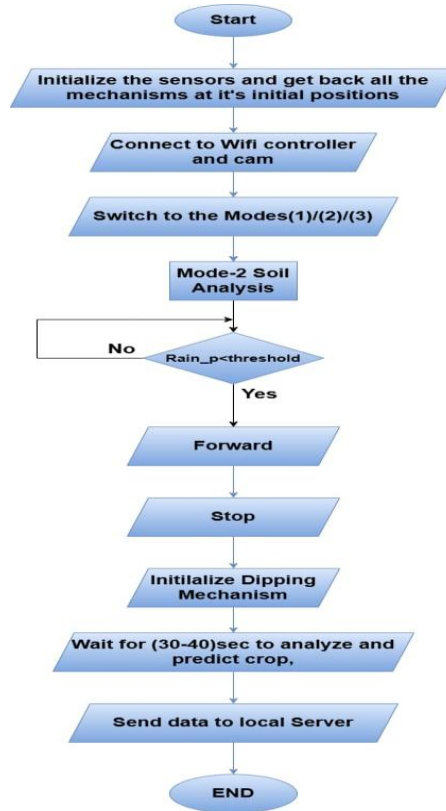 Start
Initialize the sensors and get back all the
mechanisms at it's initial positions
Connect to Wifi controller
and cam
Switch to the Modes(1)/(2)/(3)
Mode-2 Soil
Analysis
No
Rain_p<threshold
Yes
Forward
Stop
Initilalize Dipping
Mechanism
Wait for (30-40)sec to analyze and
predict crop,
Send data to local Server
END